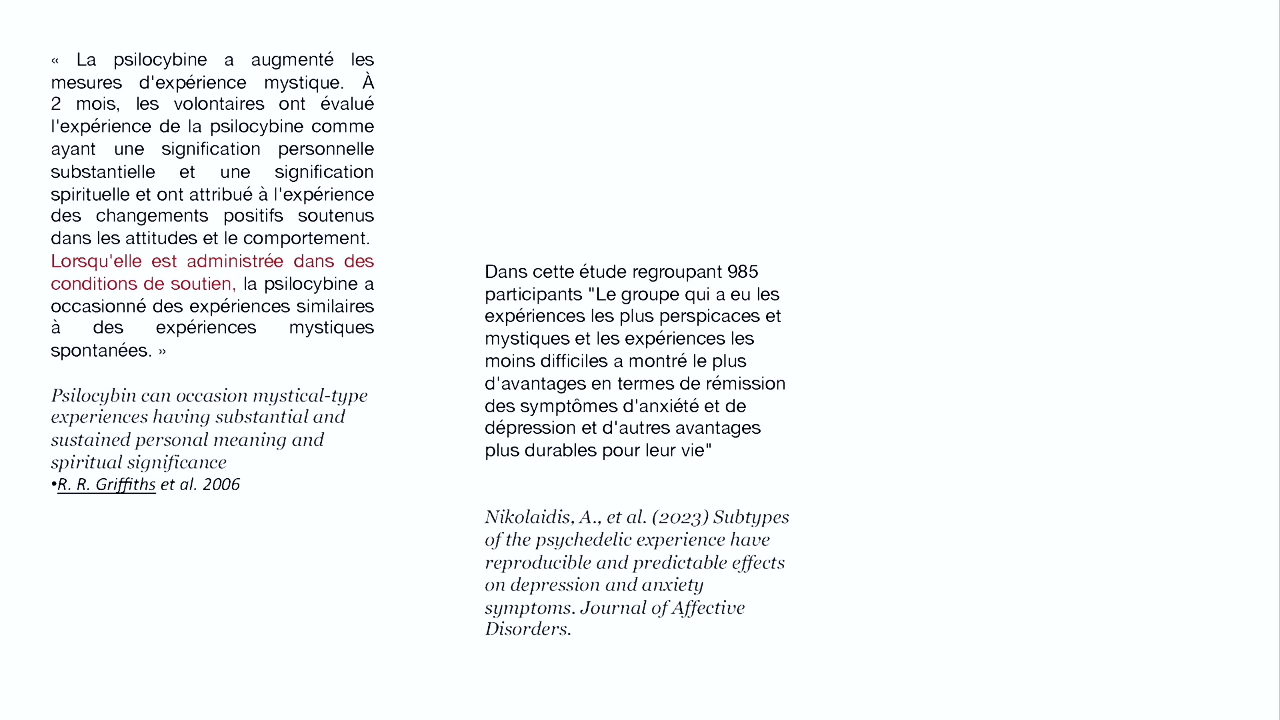 « La psilocybine a augmenté les
mesures d'expérience mystique. À
2 mois, les volontaires ont évalué
l'expérience de la psilocybine comme
ayant une signification personnelle
substantielle et une signification
spirituelle et ont attribué à l'expérience
des changements positifs soutenus
dans les attitudes et le comportement.
Lorsqu'elle est administrée dans des
conditions de soutien, la psilocybine a
occasionné des expériences similaires
à des expériences mystiques
spontanées. »
Psilocybin can occasion mystical-type
experiences having substantial and
sustained personal meaning and
spiritual significance
•R. R. Griffiths et al. 2006
Dans cette étude regroupant 985
participants "Le groupe qui a eu les
expériences les plus perspicaces et
mystiques et les expériences les
moins difficiles a montré le plus
d'avantages en termes de rémission
des symptômes d'anxiété et de
dépression et d'autres avantages
plus durables pour leur vie"
Nikolaidis, A., et al. (2023) Subtypes
of the psychedelic experience have
reproducible and predictable effects
on depression and anxiety
symptoms. Journal of Affective
Disorders.